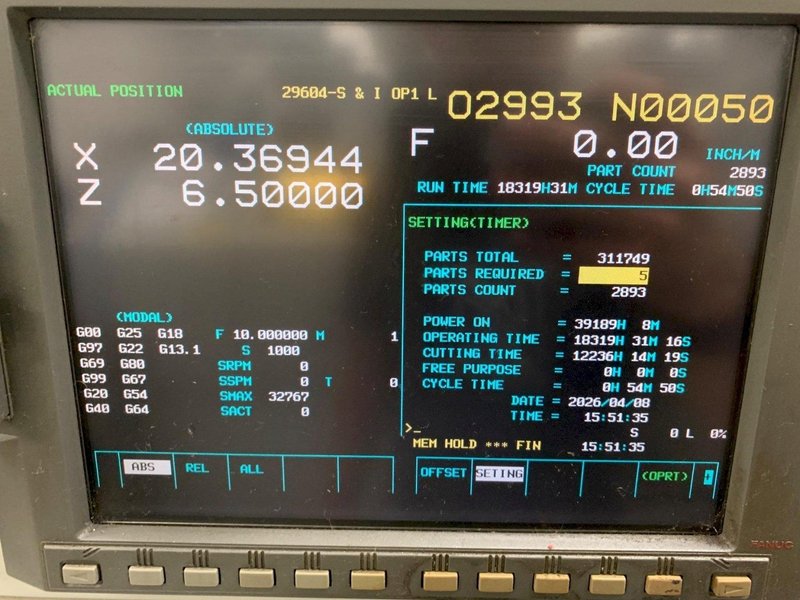 ACTUAL POSITION
29604-S & I OP1 L
O2993 N00050
(ABSOLUTE)
X 20.36944
Z 6.50000
F 0.00 INCH/M
PART COUNT 2893
RUN TIME 18319H31M CYCLE TIME 0H54M50S
SETTING(TIMER)
PARTS TOTAL = 311749
PARTS REQUIRED = 5
PARTS COUNT = 2893
POWER ON = 39189H 8M
OPERATING TIME = 18319H 31M 16S
CUTTING TIME = 12236H 14M 19S
FREE PURPOSE = 0H 0M 0S
CYCLE TIME = 0H 54M 50S
DATE = 2026/04/08
TIME = 15:51:35
(MODAL)
G00 G25 G18 F 10.000000 M 1
G97 G22 G13.1 S 1000
G69 G80 SRPM 0
G99 G67 SSPM 0 T 0
G20 G54 SMAX 32767
G40 G64 SACT 0
>_
S 0 L 0%
MEM HOLD *** FIN 15:51:35
ABS REL ALL
OFFSET SETING (OPRT) +
FANUC